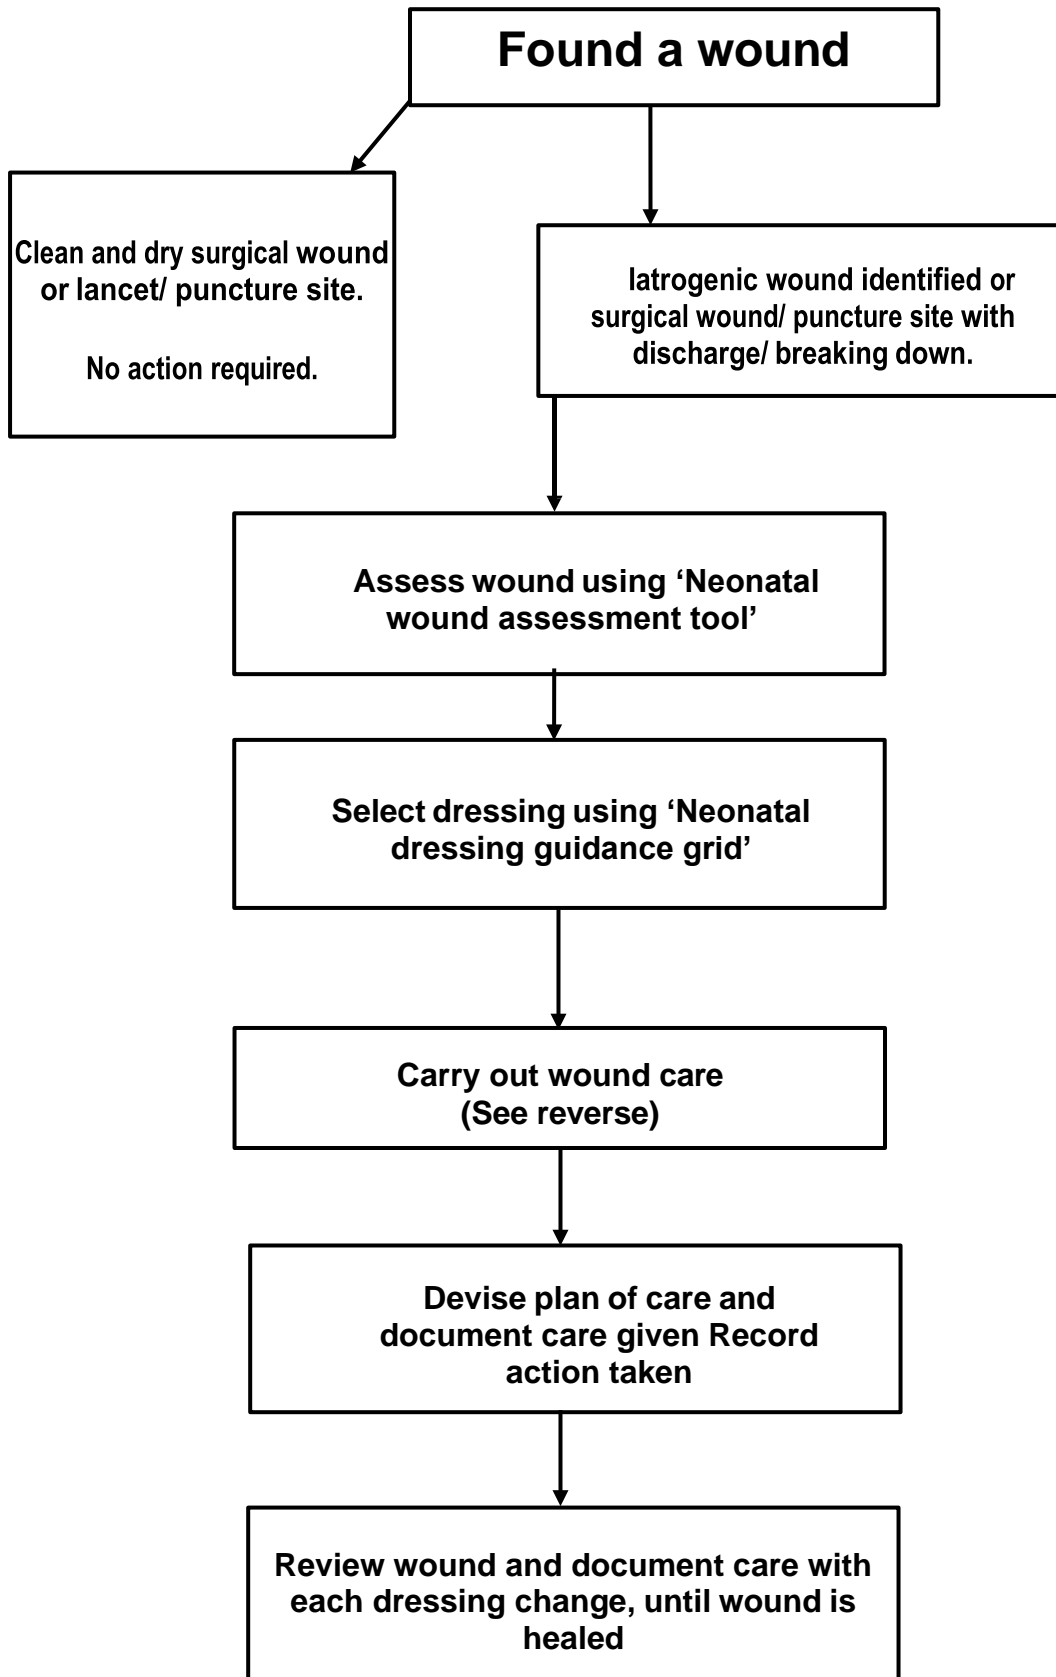 Found a wound
Clean and dry surgical wound
or lancet/ puncture site.
No action required.
Iatrogenic wound identified or
surgical wound/ puncture site with
discharge/ breaking down.
Assess wound using ‘Neonatal
wound assessment tool’
Select dressing using ‘Neonatal
dressing guidance grid’
Carry out wound care
(See reverse)
Devise plan of care and
document care given Record
action taken
Review wound and document care with
each dressing change, until wound is
healed